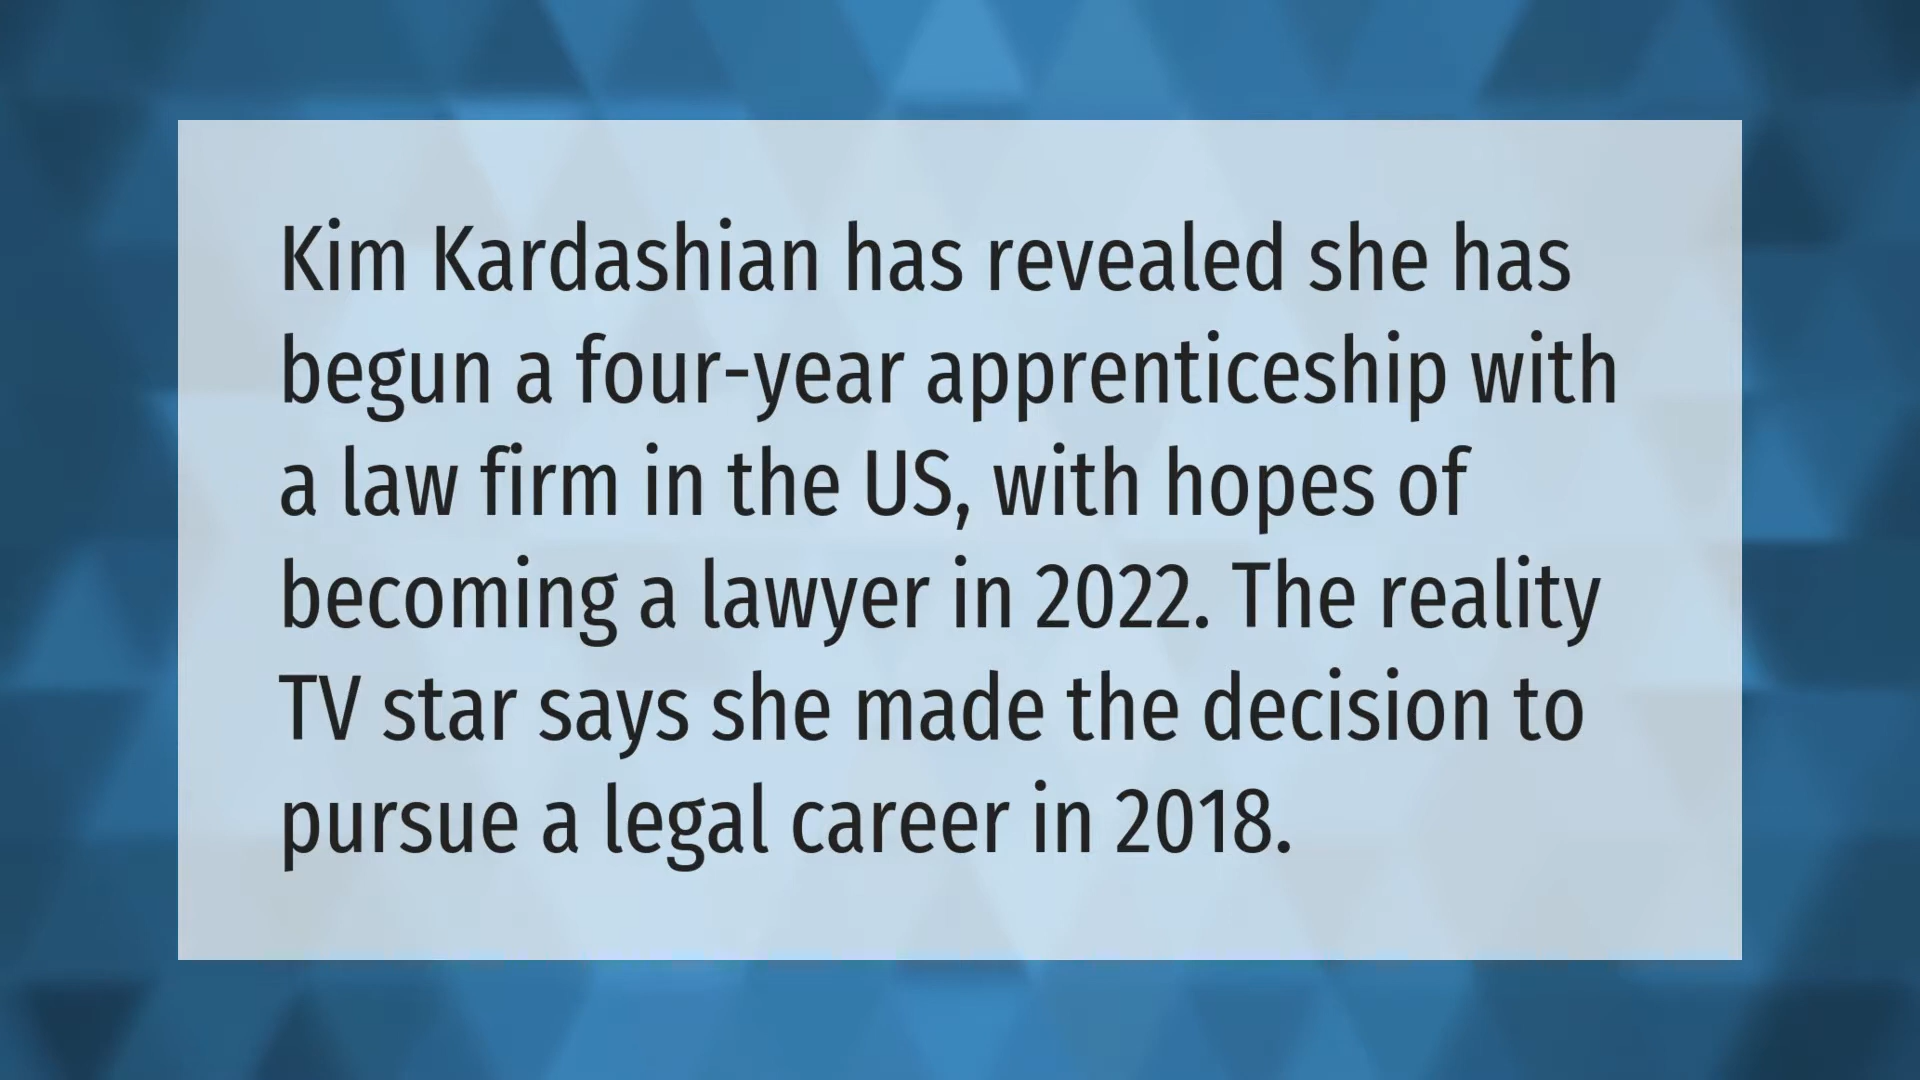 Kim Kardashian has revealed she has
begun a four-year apprenticeship with
a law firm in the US, with hopes of
becoming a lawyer in 2022. The reality
TV star says she made the decision to
pursue a legal career in 2018.